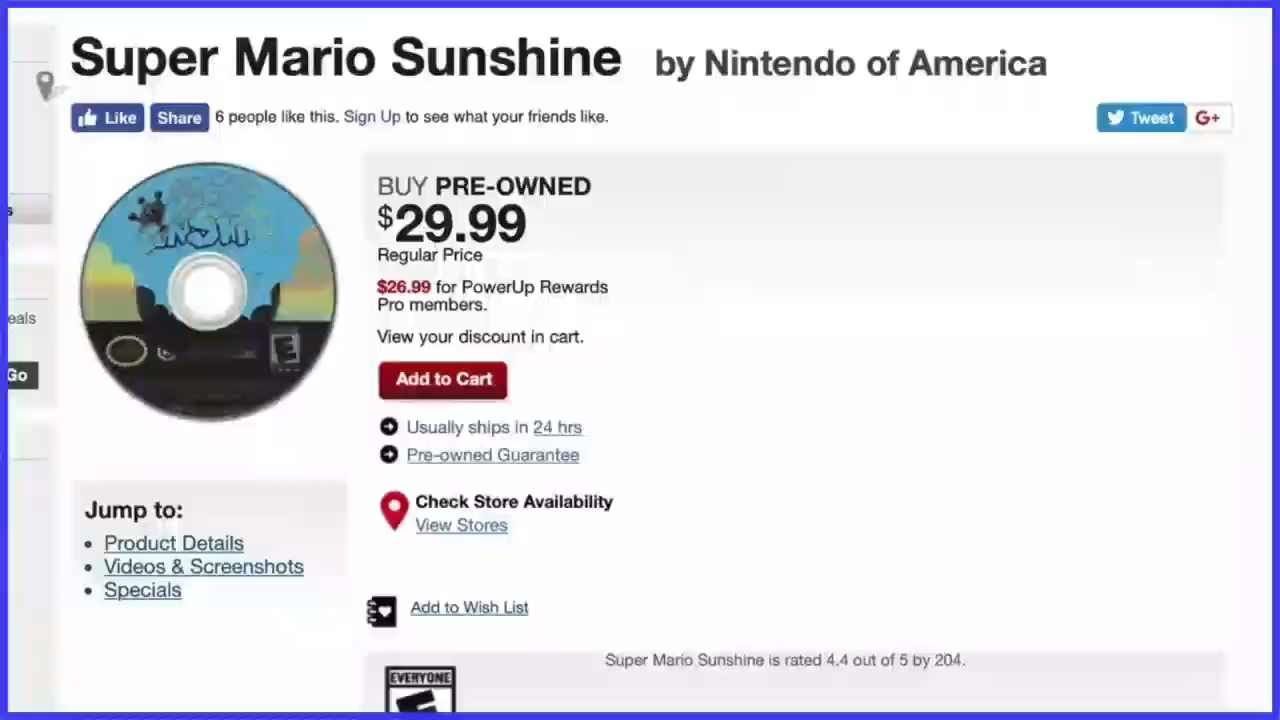 Super Mario Sunshine by Nintendo of America
Like Share 6 people like this. Sign Up to see what your friends like.
Tweet G+
BUY PRE-OWNED
$29.99
Regular Price
$26.99 for PowerUp Rewards
Pro members.
View your discount in cart.
Add to Cart
Usually ships in 24 hrs
Pre-owned Guarantee
Check Store Availability
View Stores
Add to Wish List
s
eals
Go
E
Jump to:
• Product Details
• Videos & Screenshots
• Specials
Super Mario Sunshine is rated 4.4 out of 5 by 204.
EVERYONE